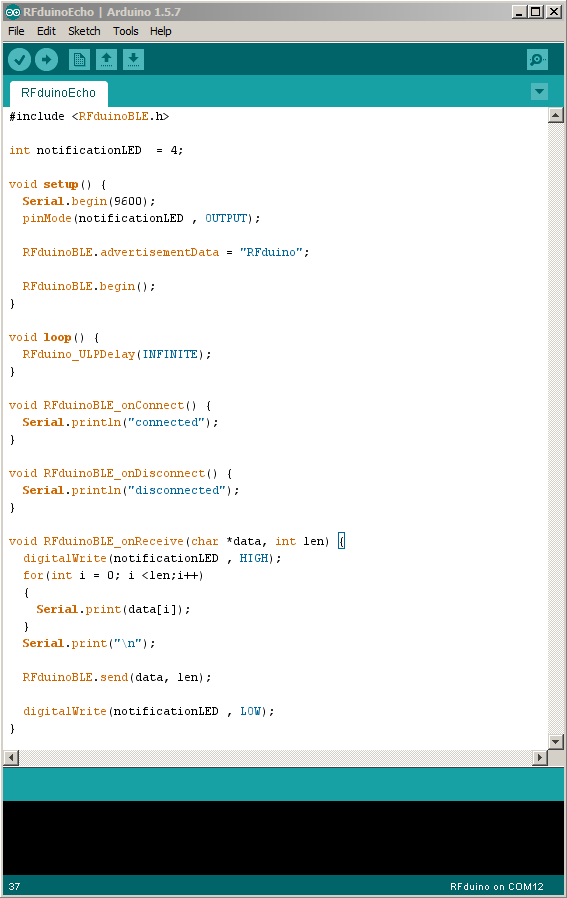 RFduinoEcho | Arduino 1.5.7
File Edit Sketch Tools Help
RFduinoEcho
#include <RFduinoBLE.h>

int notificationLED  = 4;

void setup() {
  Serial.begin(9600);
  pinMode(notificationLED , OUTPUT);

  RFduinoBLE.advertisementData = "RFduino";

  RFduinoBLE.begin();
}

void loop() {
  RFduino_ULPDelay(INFINITE);
}

void RFduinoBLE_onConnect() {
  Serial.println("connected");
}

void RFduinoBLE_onDisconnect() {
  Serial.println("disconnected");
}

void RFduinoBLE_onReceive(char *data, int len) {
  digitalWrite(notificationLED , HIGH);
  for(int i = 0; i <len;i++)
  {
    Serial.print(data[i]);
  }
  Serial.print("\n");

  RFduinoBLE.send(data, len);

  digitalWrite(notificationLED , LOW);
}
37
RFduino on COM12